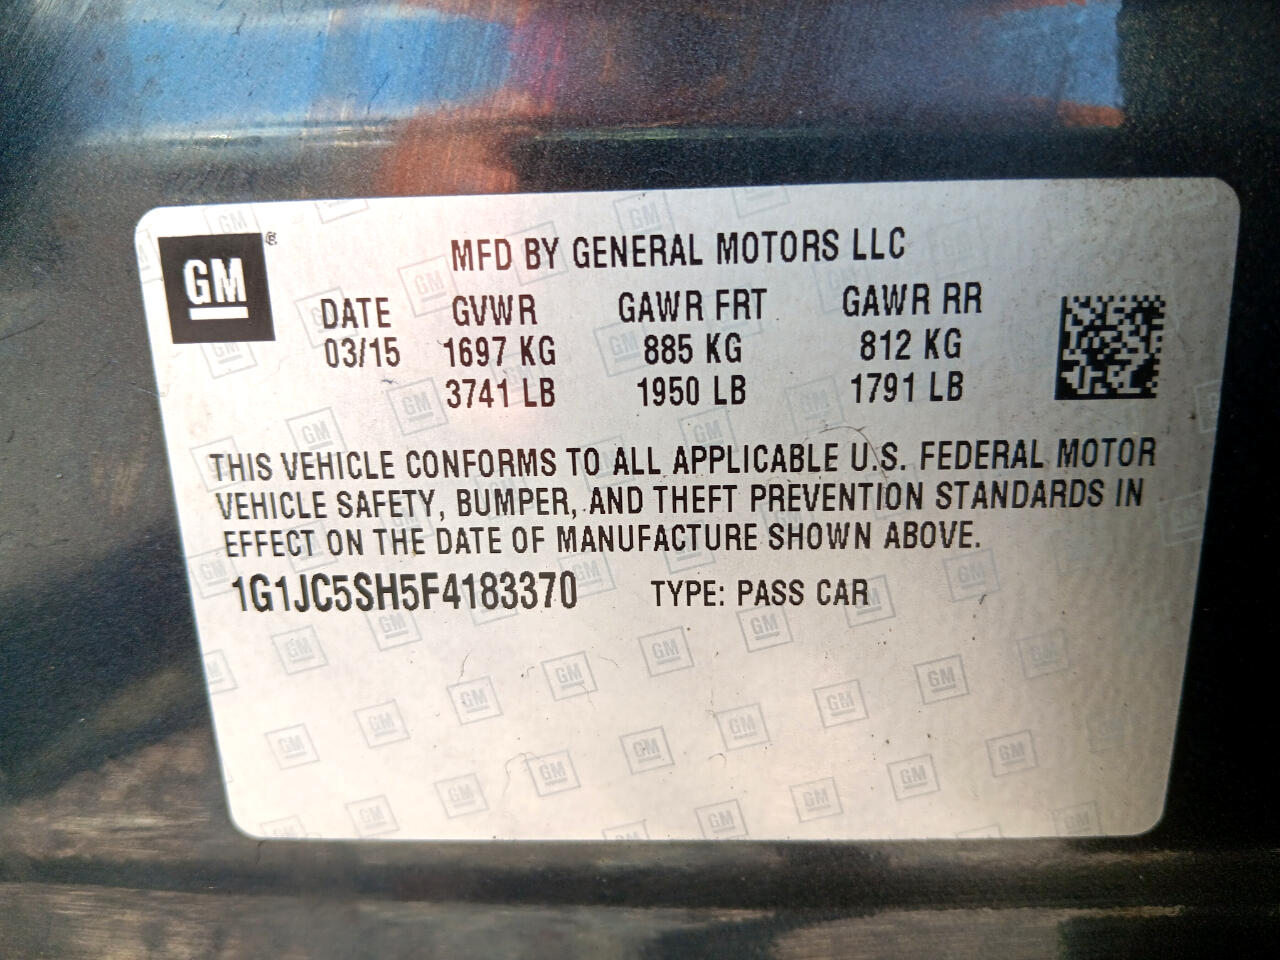 GM ®
MFD BY GENERAL MOTORS LLC
DATE GVWR GAWR FRT GAWR RR
03/15 1697 KG 885 KG 812 KG
3741 LB 1950 LB 1791 LB
THIS VEHICLE CONFORMS TO ALL APPLICABLE U.S. FEDERAL MOTOR
VEHICLE SAFETY, BUMPER, AND THEFT PREVENTION STANDARDS IN
EFFECT ON THE DATE OF MANUFACTURE SHOWN ABOVE.
1G1JC5SH5F4183370 TYPE: PASS CAR